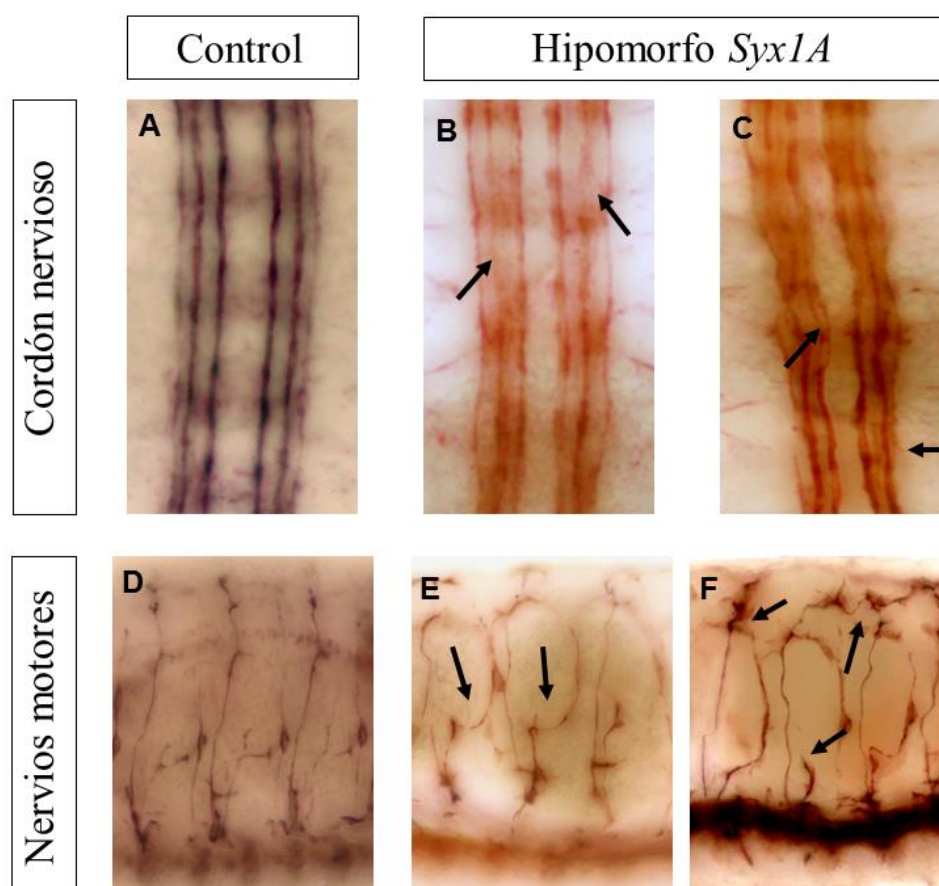 Control
Hipomorfo Syx1A
Cordón nervioso
A
B
C
Nervios motores
D
E
F